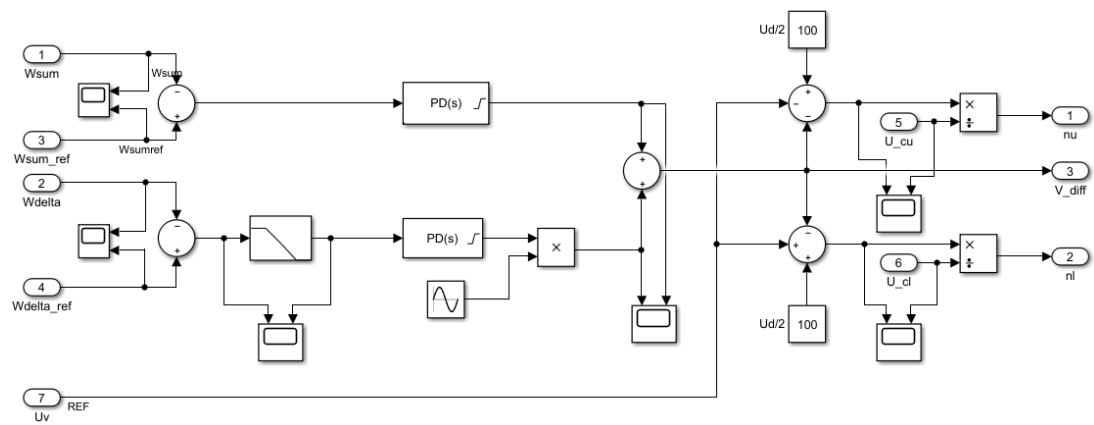 1
Wsum
Wsum
−
+
3
Wsum_ref
Wsumref
PD(s)
2
Wdelta
−
+
4
Wdelta_ref
PD(s)
×
+
+
7
Uv
REF
Ud/2
100
+
−
−
5
U_cu
×
÷
1
nu
3
V_diff
−
+
+
6
U_cl
×
÷
2
nl
Ud/2
100